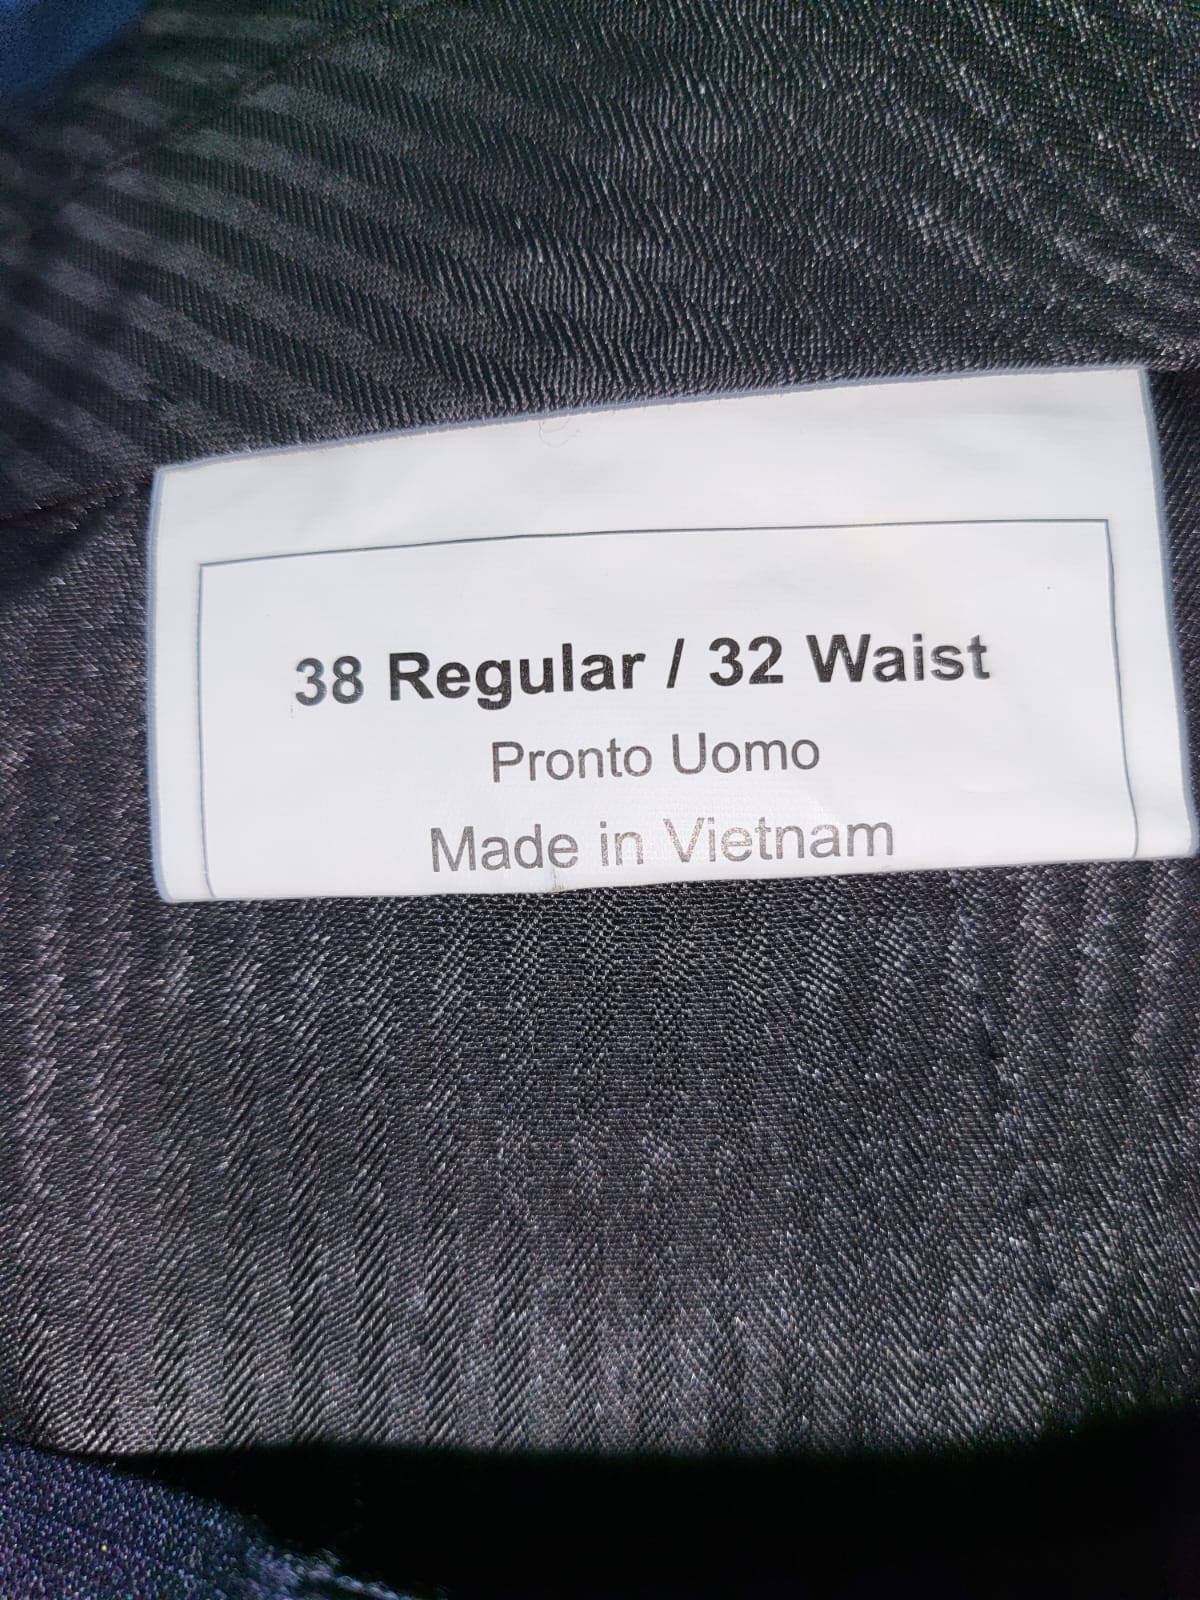 38 Regular / 32 Waist
Pronto Uomo
Made in Vietnam